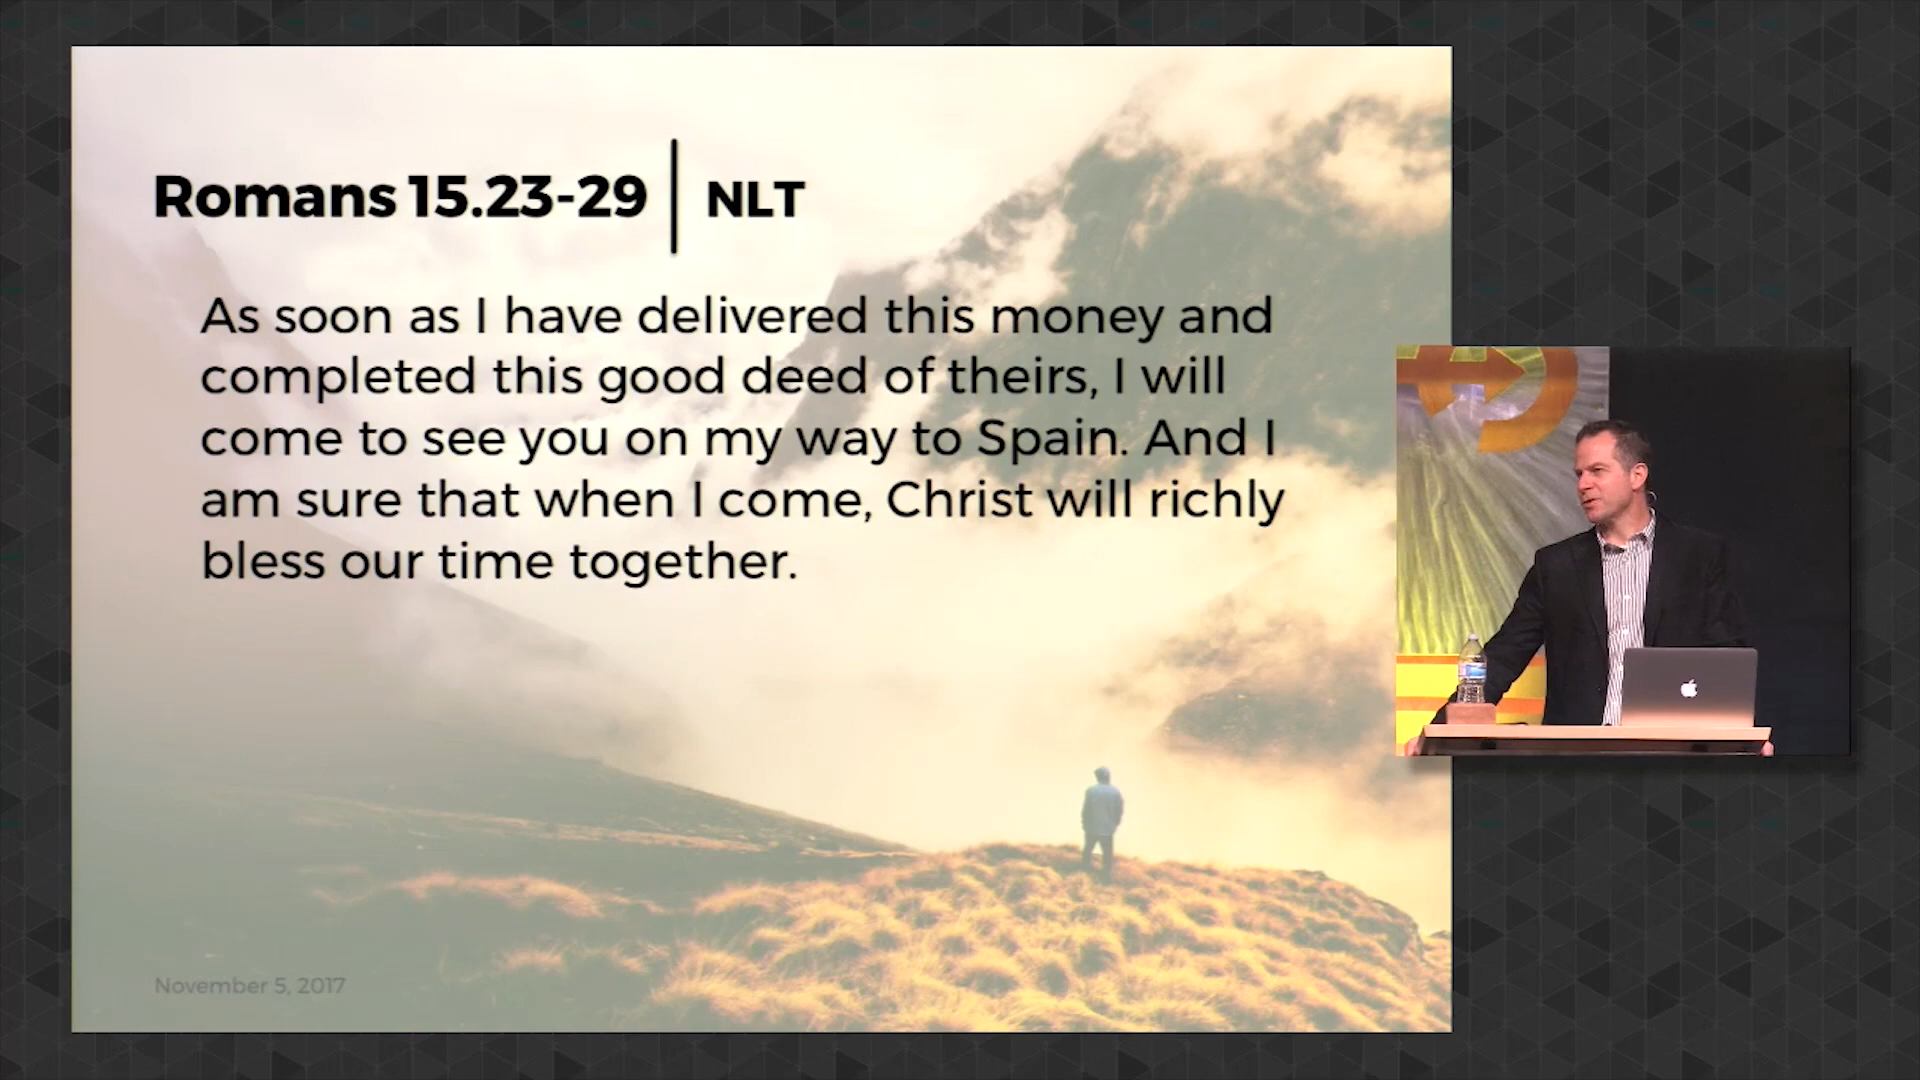 Romans 15.23-29 | NLT
As soon as I have delivered this money and
completed this good deed of theirs, I will
come to see you on my way to Spain. And I
am sure that when I come, Christ will richly
bless our time together.
November 5, 2017